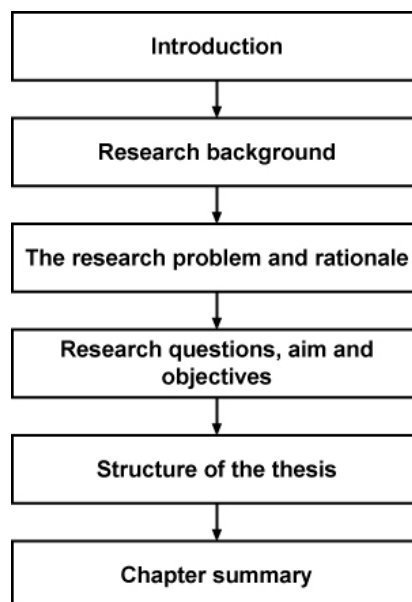 Introduction
Research background
The research problem and rationale
Research questions, aim and
objectives
Structure of the thesis
Chapter summary